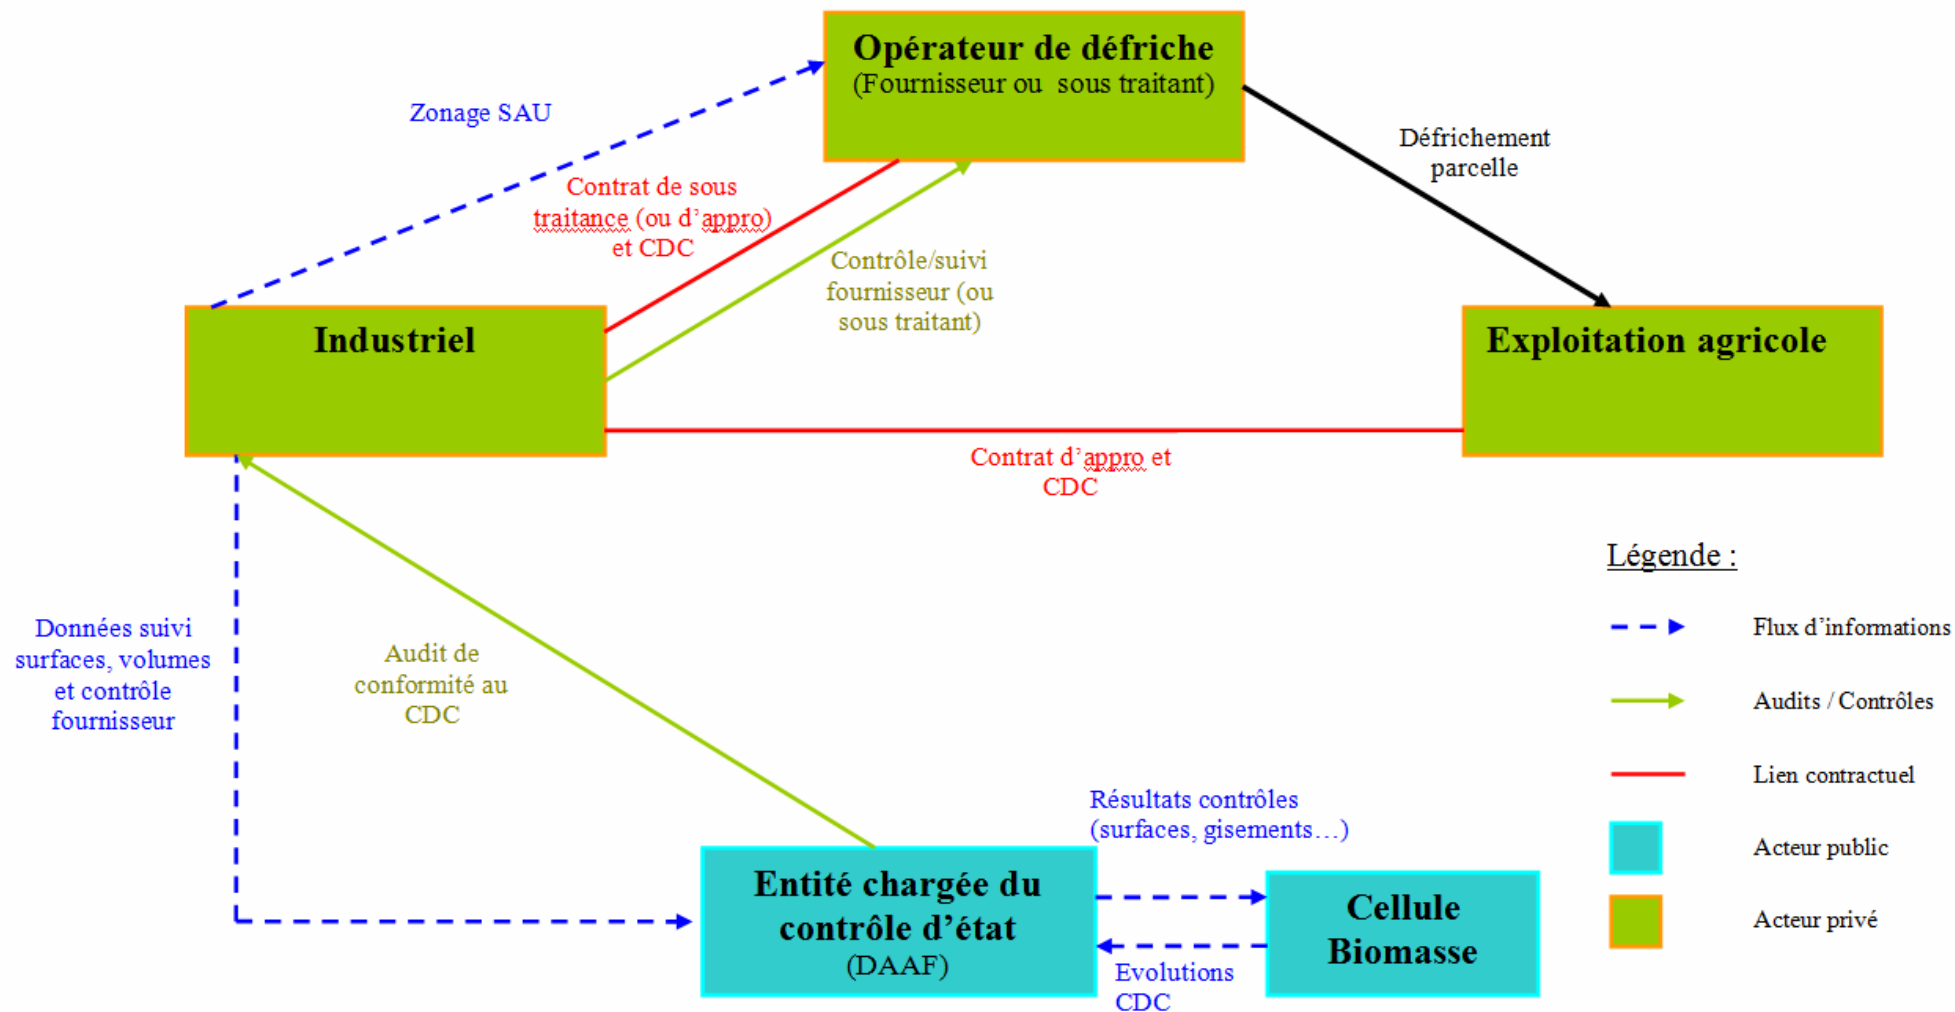 Opérateur de défriche
(Fournisseur ou sous traitant)
Zonage SAU
Défrichement
parcelle
Contrat de sous
traitance (ou d’appro)
et CDC
Contrôle/suivi
fournisseur (ou
sous traitant)
Industriel
Exploitation agricole
Contrat d’appro et
CDC
Données suivi
surfaces, volumes
et contrôle
fournisseur
Audit de
conformité au
CDC
Résultats contrôles
(surfaces, gisements…)
Entité chargée du
contrôle d’état
(DAAF)
Cellule
Biomasse
Evolutions
CDC
Légende :
Flux d’informations
Audits / Contrôles
Lien contractuel
Acteur public
Acteur privé